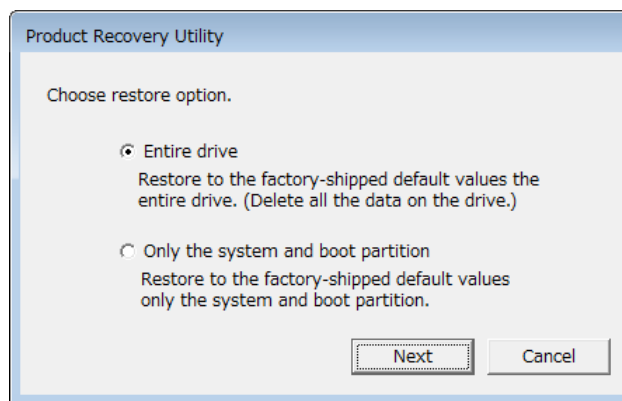 Product Recovery Utility
Choose restore option.
Entire drive
Restore to the factory-shipped default values the
entire drive. (Delete all the data on the drive.)
Only the system and boot partition
Restore to the factory-shipped default values
only the system and boot partition.
Next
Cancel